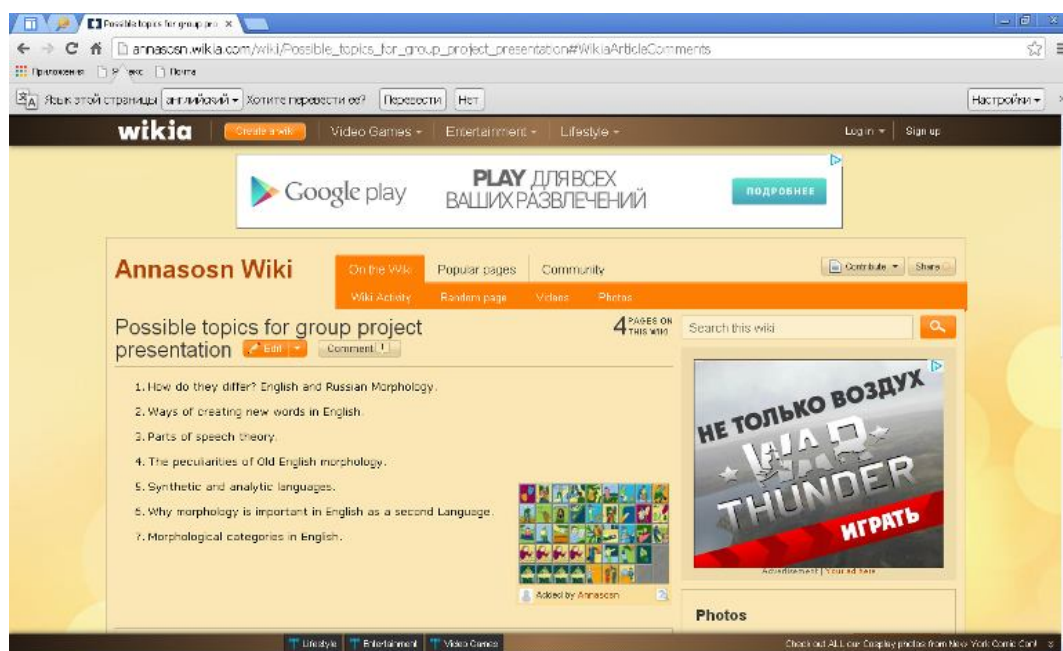 Possible topics for group pro ×
annasosn.wikia.com/wiki/Possible_topics_for_group_project_presentation#WikiaArticleComments
Приложения Яндекс Почта
Язык этой страницы английский Хотите перевести ее? Перевести Нет Настройки
wikia Create a wiki Video Games Entertainment Lifestyle Log in Sign up
Google play PLAY ДЛЯ ВСЕХ
ВАШИХ РАЗВЛЕЧЕНИЙ
ПОДРОБНЕЕ
Annasosn Wiki On the Wiki Popular pages Community Contribute Share
Wiki Activity Random page Videos Photos
Possible topics for group project
presentation Edit Comment 1
4 PAGES ON
THIS WIKI
Search this wiki
1. How do they differ? English and Russian Morphology.
2. Ways of creating new words in English.
3. Parts of speech theory.
4. The peculiarities of Old English morphology.
5. Synthetic and analytic languages.
6. Why morphology is important in English as a second Language.
7. Morphological categories in English.
Added by Annasosn
НЕ ТОЛЬКО ВОЗДУХ
WAR
THUNDER
ИГРАТЬ
Advertisement | Your ad here
Photos
Lifestyle Entertainment Video Games Check out ALL our Cosplay photos from New York Comic Con!